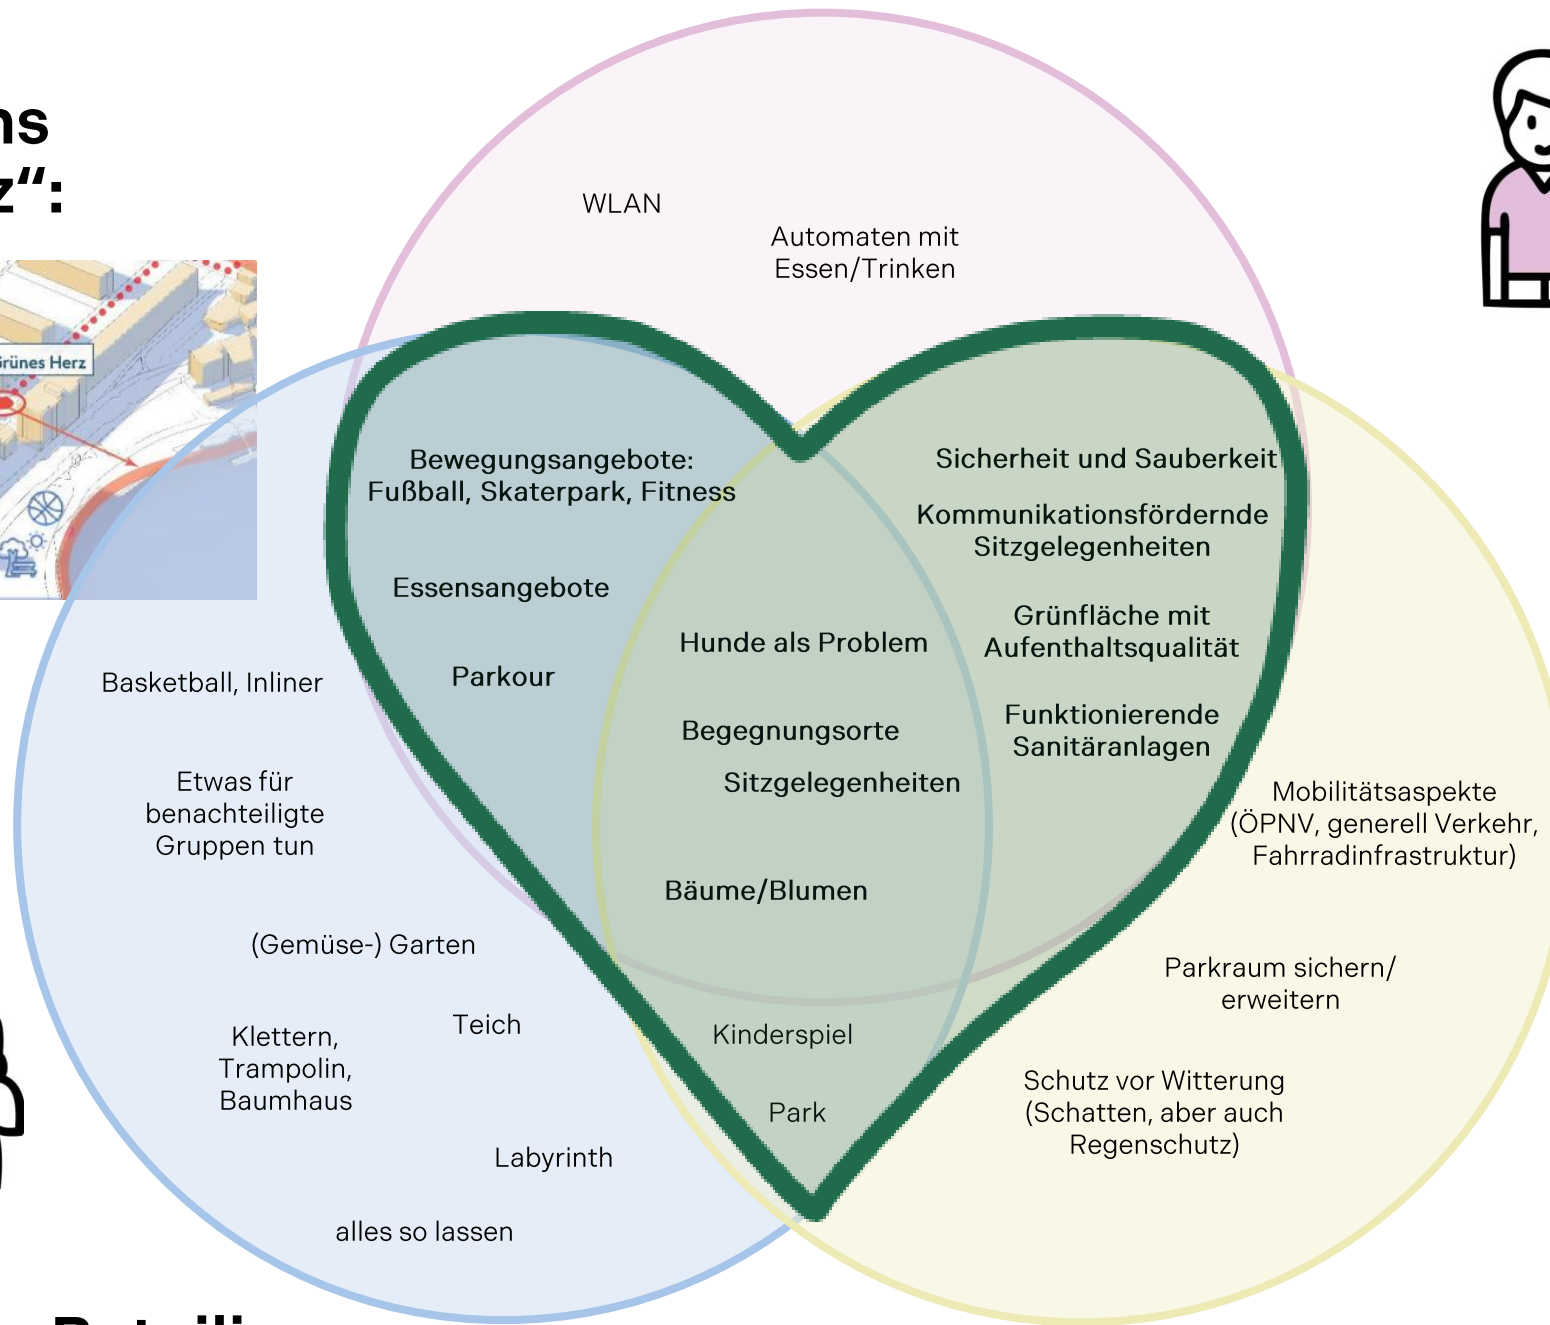 ns
z“:
Grünes Herz
WLAN
Automaten mit
Essen/Trinken
Bewegungsangebote:
Fußball, Skaterpark, Fitness
Essensangebote
Parkour
Sicherheit und Sauberkeit
Kommunikationsfördernde
Sitzgelegenheiten
Grünfläche mit
Aufenthaltsqualität
Funktionierende
Sanitäranlagen
Hunde als Problem
Begegnungsorte
Sitzgelegenheiten
Bäume/Blumen
Kinderspiel
Park
Basketball, Inliner
Etwas für
benachteiligte
Gruppen tun
(Gemüse-) Garten
Teich
Klettern,
Trampolin,
Baumhaus
Labyrinth
alles so lassen
Mobilitätsaspekte
(ÖPNV, generell Verkehr,
Fahrradinfrastruktur)
Parkraum sichern/
erweitern
Schutz vor Witterung
(Schatten, aber auch
Regenschutz)